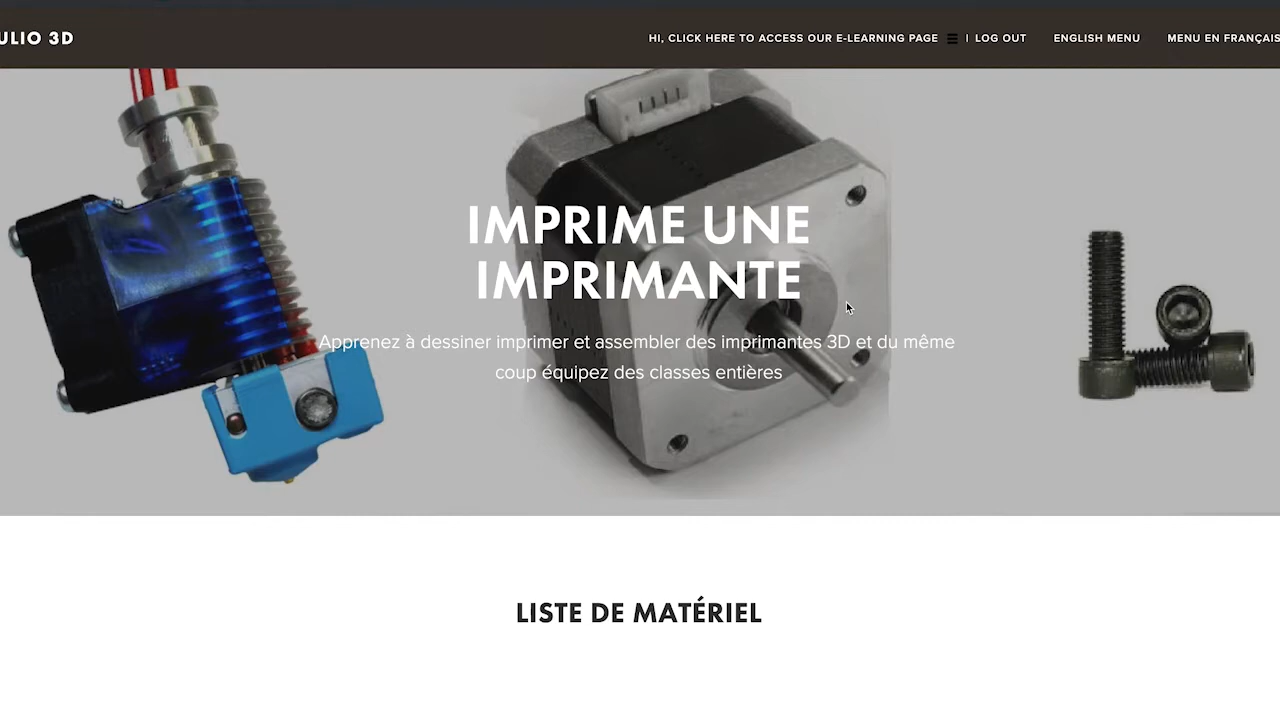 ULIO 3D
HI, CLICK HERE TO ACCESS OUR E-LEARNING PAGE | LOG OUT ENGLISH MENU MENU EN FRANÇAIS
IMPRIME UNE
IMPRIMANTE
Apprenez à dessiner imprimer et assembler des imprimantes 3D et du même
coup équipez des classes entières
LISTE DE MATÉRIEL